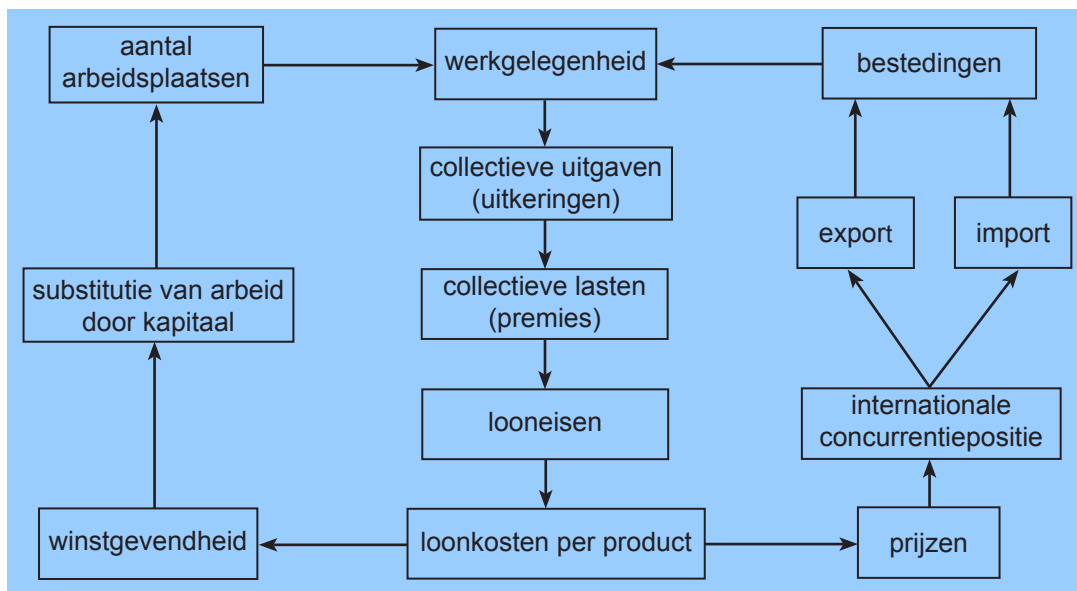 aantal
arbeidsplaatsen
werkgelegenheid
bestedingen
collectieve uitgaven
(uitkeringen)
export
import
substitutie van arbeid
door kapitaal
collectieve lasten
(premies)
looneisen
internationale
concurrentiepositie
winstgevendheid
loonkosten per product
prijzen